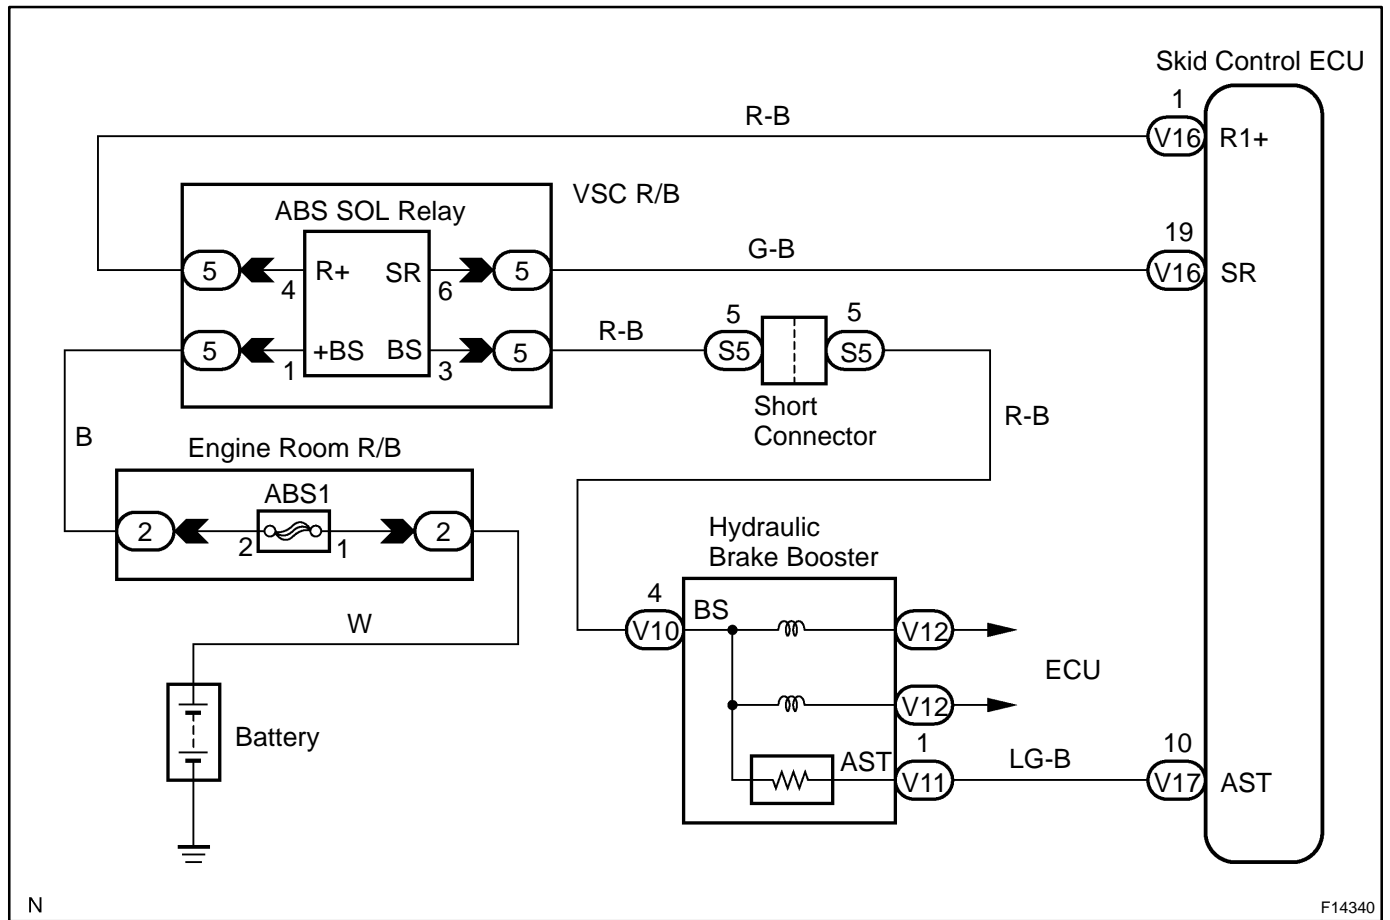 Skid Control ECU
R-B
1
V16
R1+
VSC R/B
ABS SOL Relay
5
4
R+
SR
6
5
G-B
19
V16
SR
5
1
+BS
BS
3
5
R-B
5
S5
5
S5
Short
Connector
R-B
B
Engine Room R/B
ABS1
2
2
1
2
W
Battery
Hydraulic
Brake Booster
4
V10
BS
V12
ECU
V12
AST
1
V11
LG-B
10
V17
AST
N
F14340